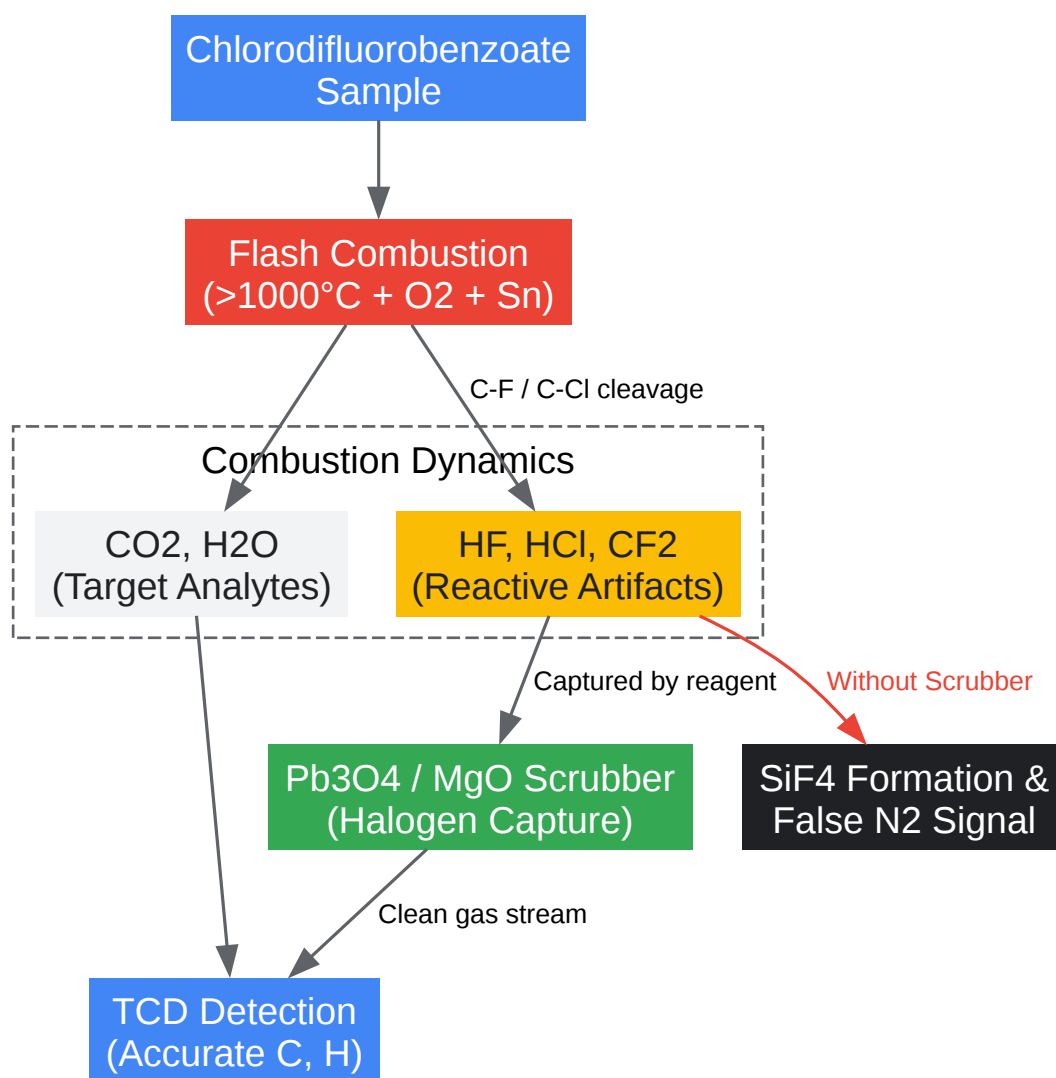 Chlorodifluorobenzoate
Sample
Flash Combustion
(>1000°C + O2 + Sn)
C-F / C-Cl cleavage
Combustion Dynamics
CO2, H2O
(Target Analytes)
HF, HCl, CF2
(Reactive Artifacts)
Captured by reagent
Without Scrubber
Pb3O4 / MgO Scrubber
(Halogen Capture)
SiF4 Formation &
False N2 Signal
Clean gas stream
TCD Detection
(Accurate C, H)